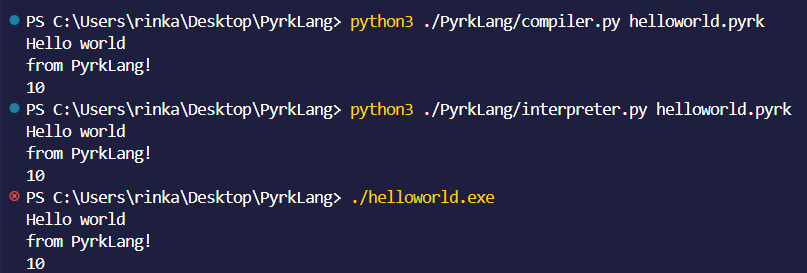 PS C:\Users\rinka\Desktop\PyrkLang> python3 ./PyrkLang/compiler.py helloworld.pyrk
Hello world
from PyrkLang!
10
PS C:\Users\rinka\Desktop\PyrkLang> python3 ./PyrkLang/interpreter.py helloworld.pyrk
Hello world
from PyrkLang!
10
PS C:\Users\rinka\Desktop\PyrkLang> ./helloworld.exe
Hello world
from PyrkLang!
10